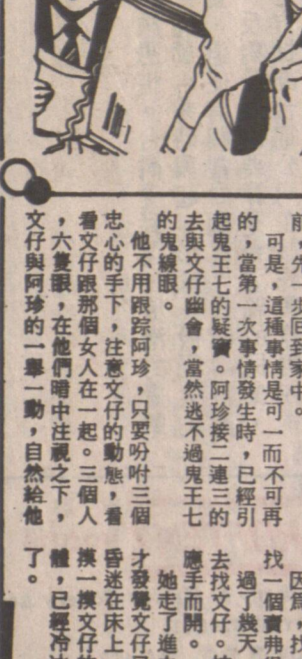 前先一步回到家中。
可是，這種事情是可一而不可再
的，當第一次事情發生時，已經引
起鬼王七的疑竇。阿珍接二連三的
去與文仔幽會，當然逃不過鬼王七
的鬼線眼。
他不用跟踪阿珍，只要吩咐三個
忠心的手下，注意文仔的動態，看
看文仔跟那個女人在一起。三個人
，六隻眼，在他們暗中注視之下，
文仔與阿珍的一舉一動，自然給他
因為，找
找一個賣弗
過了幾天
去找文仔。
應手而開。
她走了進
才發覺文仔
昏迷在床上
摸一摸文仔的
體，已經冷冰
了。